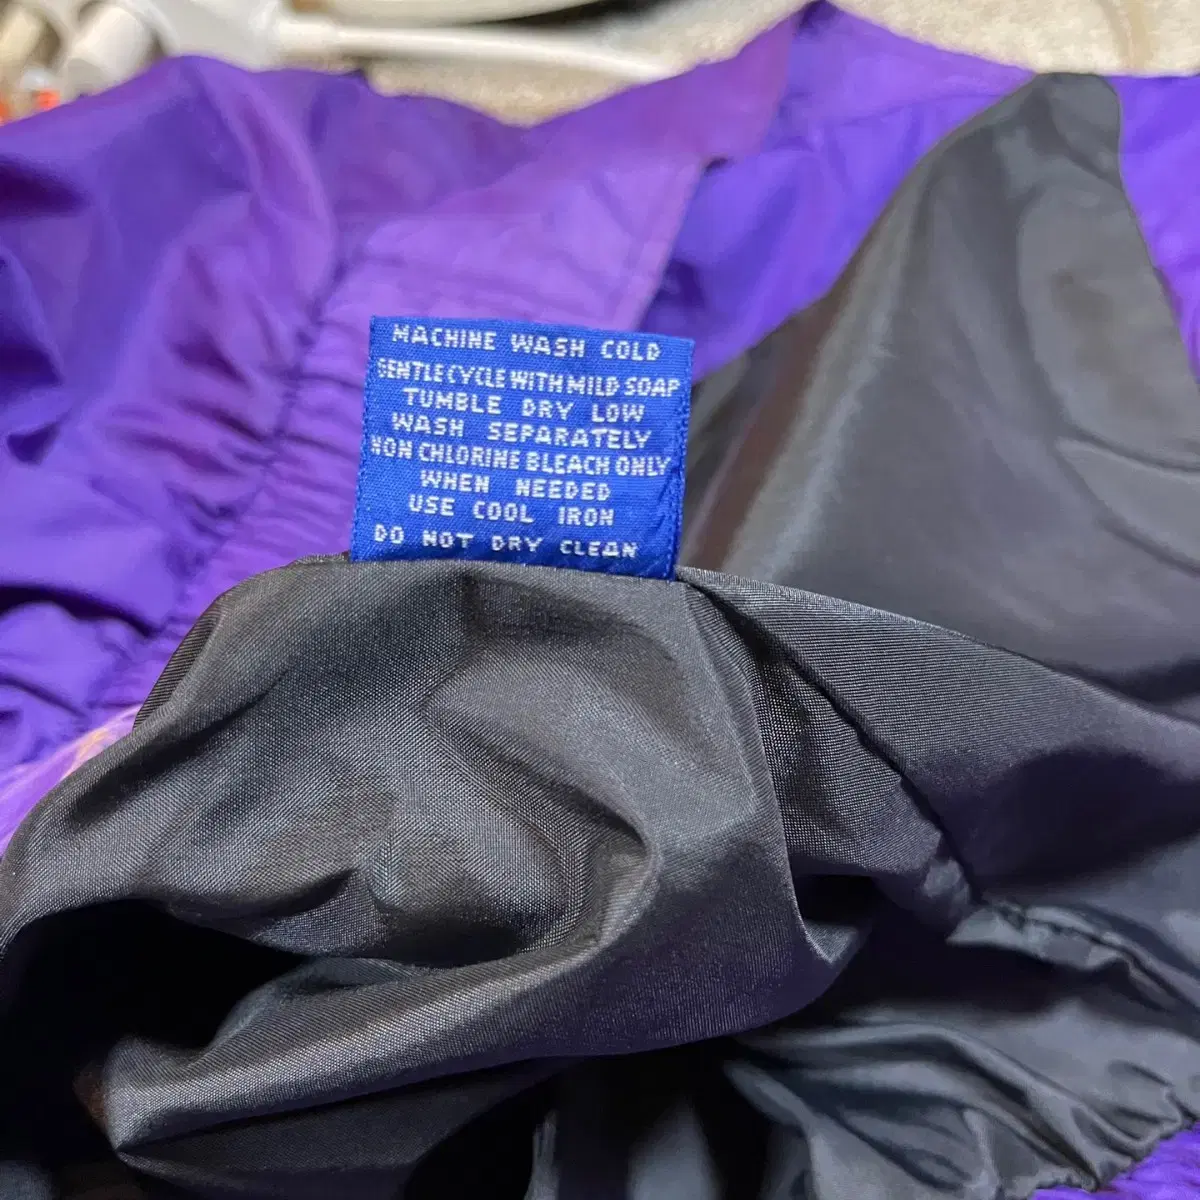 MACHINE WASH COLD
GENTLE CYCLE WITH MILD SOAP
TUMBLE DRY LOW
WASH SEPARATELY
NON CHLORINE BLEACH ONLY
WHEN NEEDED
USE COOL IRON
DO NOT DRY CLEAN